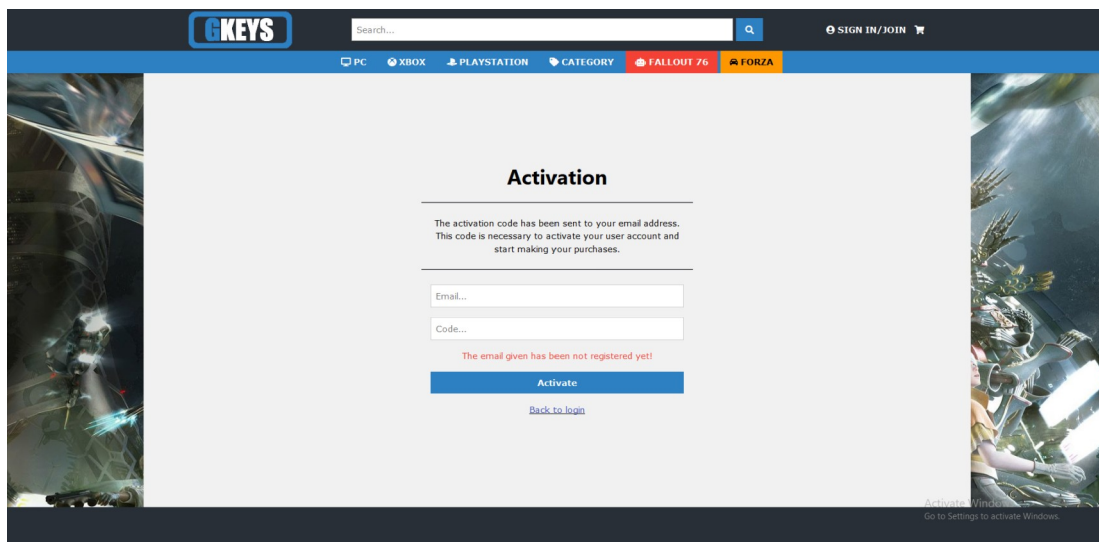 GKEYS
Search...
SIGN IN/JOIN
PC XBOX PLAYSTATION CATEGORY FALLOUT 76 FORZA
Activation
The activation code has been sent to your email address.
This code is necessary to activate your user account and
start making your purchases.
Email...
Code...
The email given has been not registered yet!
Activate
Back to login
Activate Windows
Go to Settings to activate Windows.